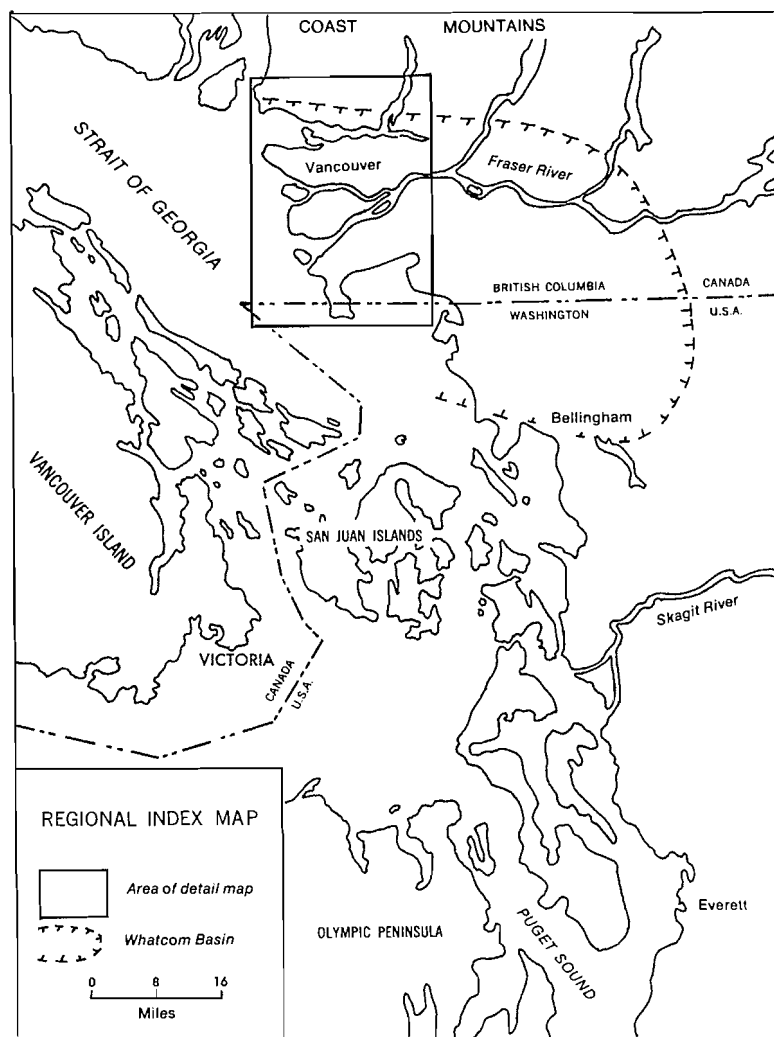 COAST MOUNTAINS
STRAIT OF GEORGIA
Vancouver
Fraser River
BRITISH COLUMBIA
CANADA
WASHINGTON
U.S.A.
Bellingham
VANCOUVER ISLAND
SAN JUAN ISLANDS
Skagit River
VICTORIA
CANADA
U.S.A.
REGIONAL INDEX MAP
Area of detail map
Whatcom Basin
0 8 16
Miles
OLYMPIC PENINSULA
PUGET SOUND
Everett